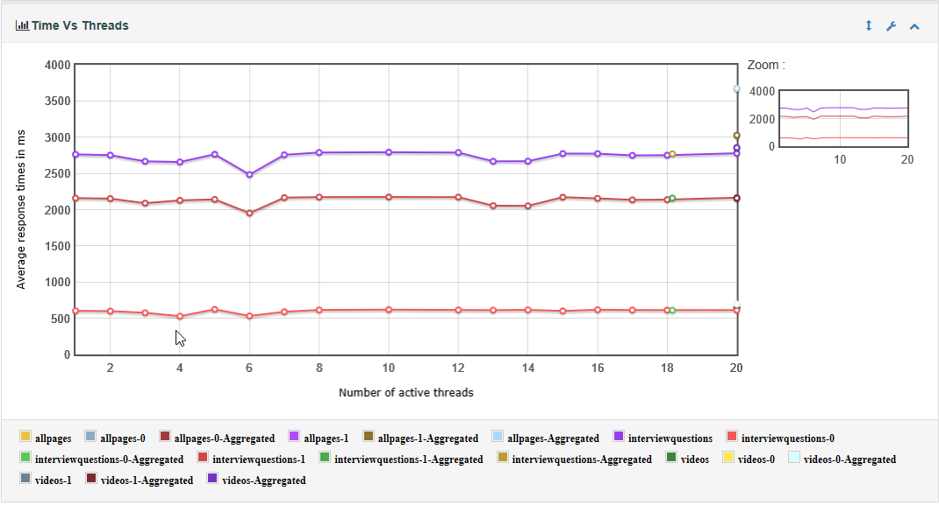 Time Vs Threads
Zoom :
4000
3500
3000
2500
2000
1500
1000
500
0
Average response times in ms
2 4 6 8 10 12 14 16 18 20
Number of active threads
4000
2000
0
10 20
allpages allpages-0 allpages-0-Aggregated allpages-1 allpages-1-Aggregated allpages-Aggregated interviewquestions interviewquestions-0
interviewquestions-0-Aggregated interviewquestions-1 interviewquestions-1-Aggregated interviewquestions-Aggregated videos videos-0 videos-0-Aggregated
videos-1 videos-1-Aggregated videos-Aggregated